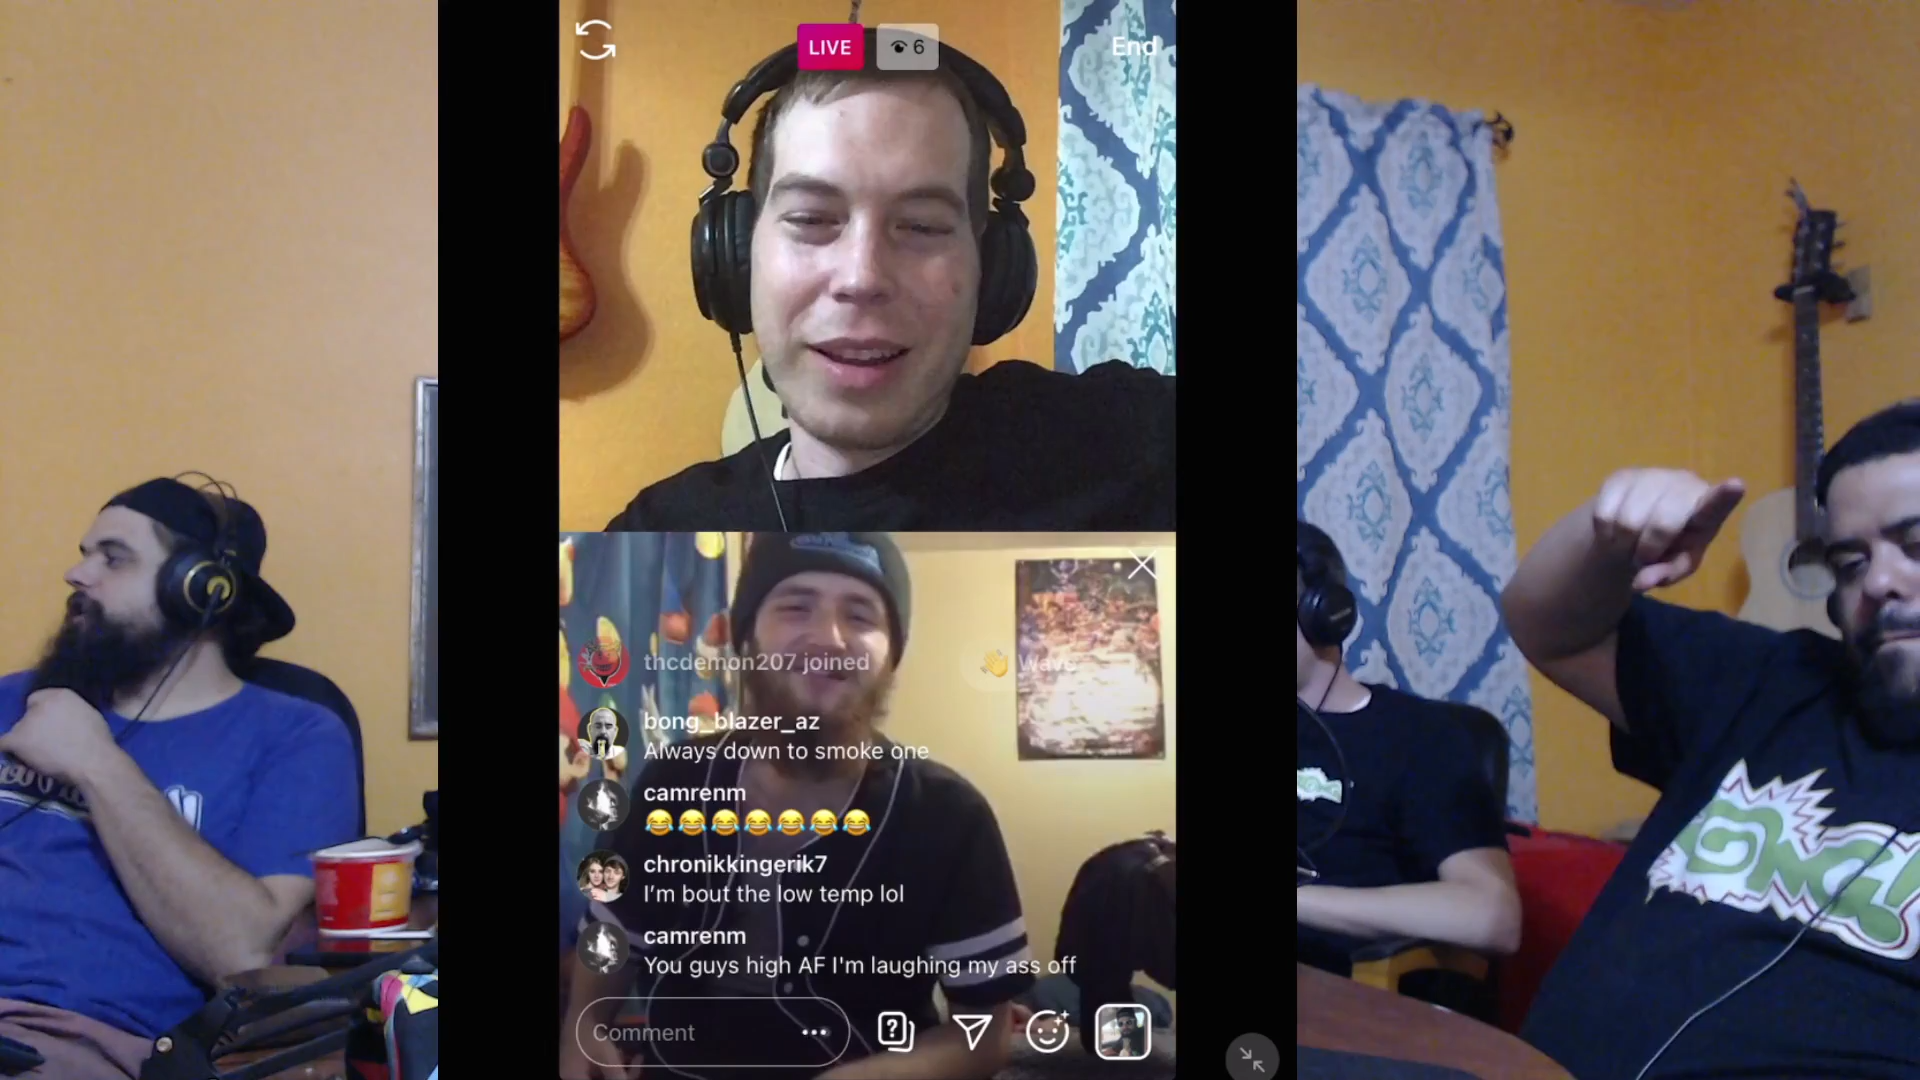 LIVE
6
End
thcdemon207 joined
Wave
bong_blazer_az
Always down to smoke one
camrenm
😂😂😂😂😂😂😂
chronikkingerik7
I’m bout the low temp lol
camrenm
You guys high AF I'm laughing my ass off
Comment
OMG!